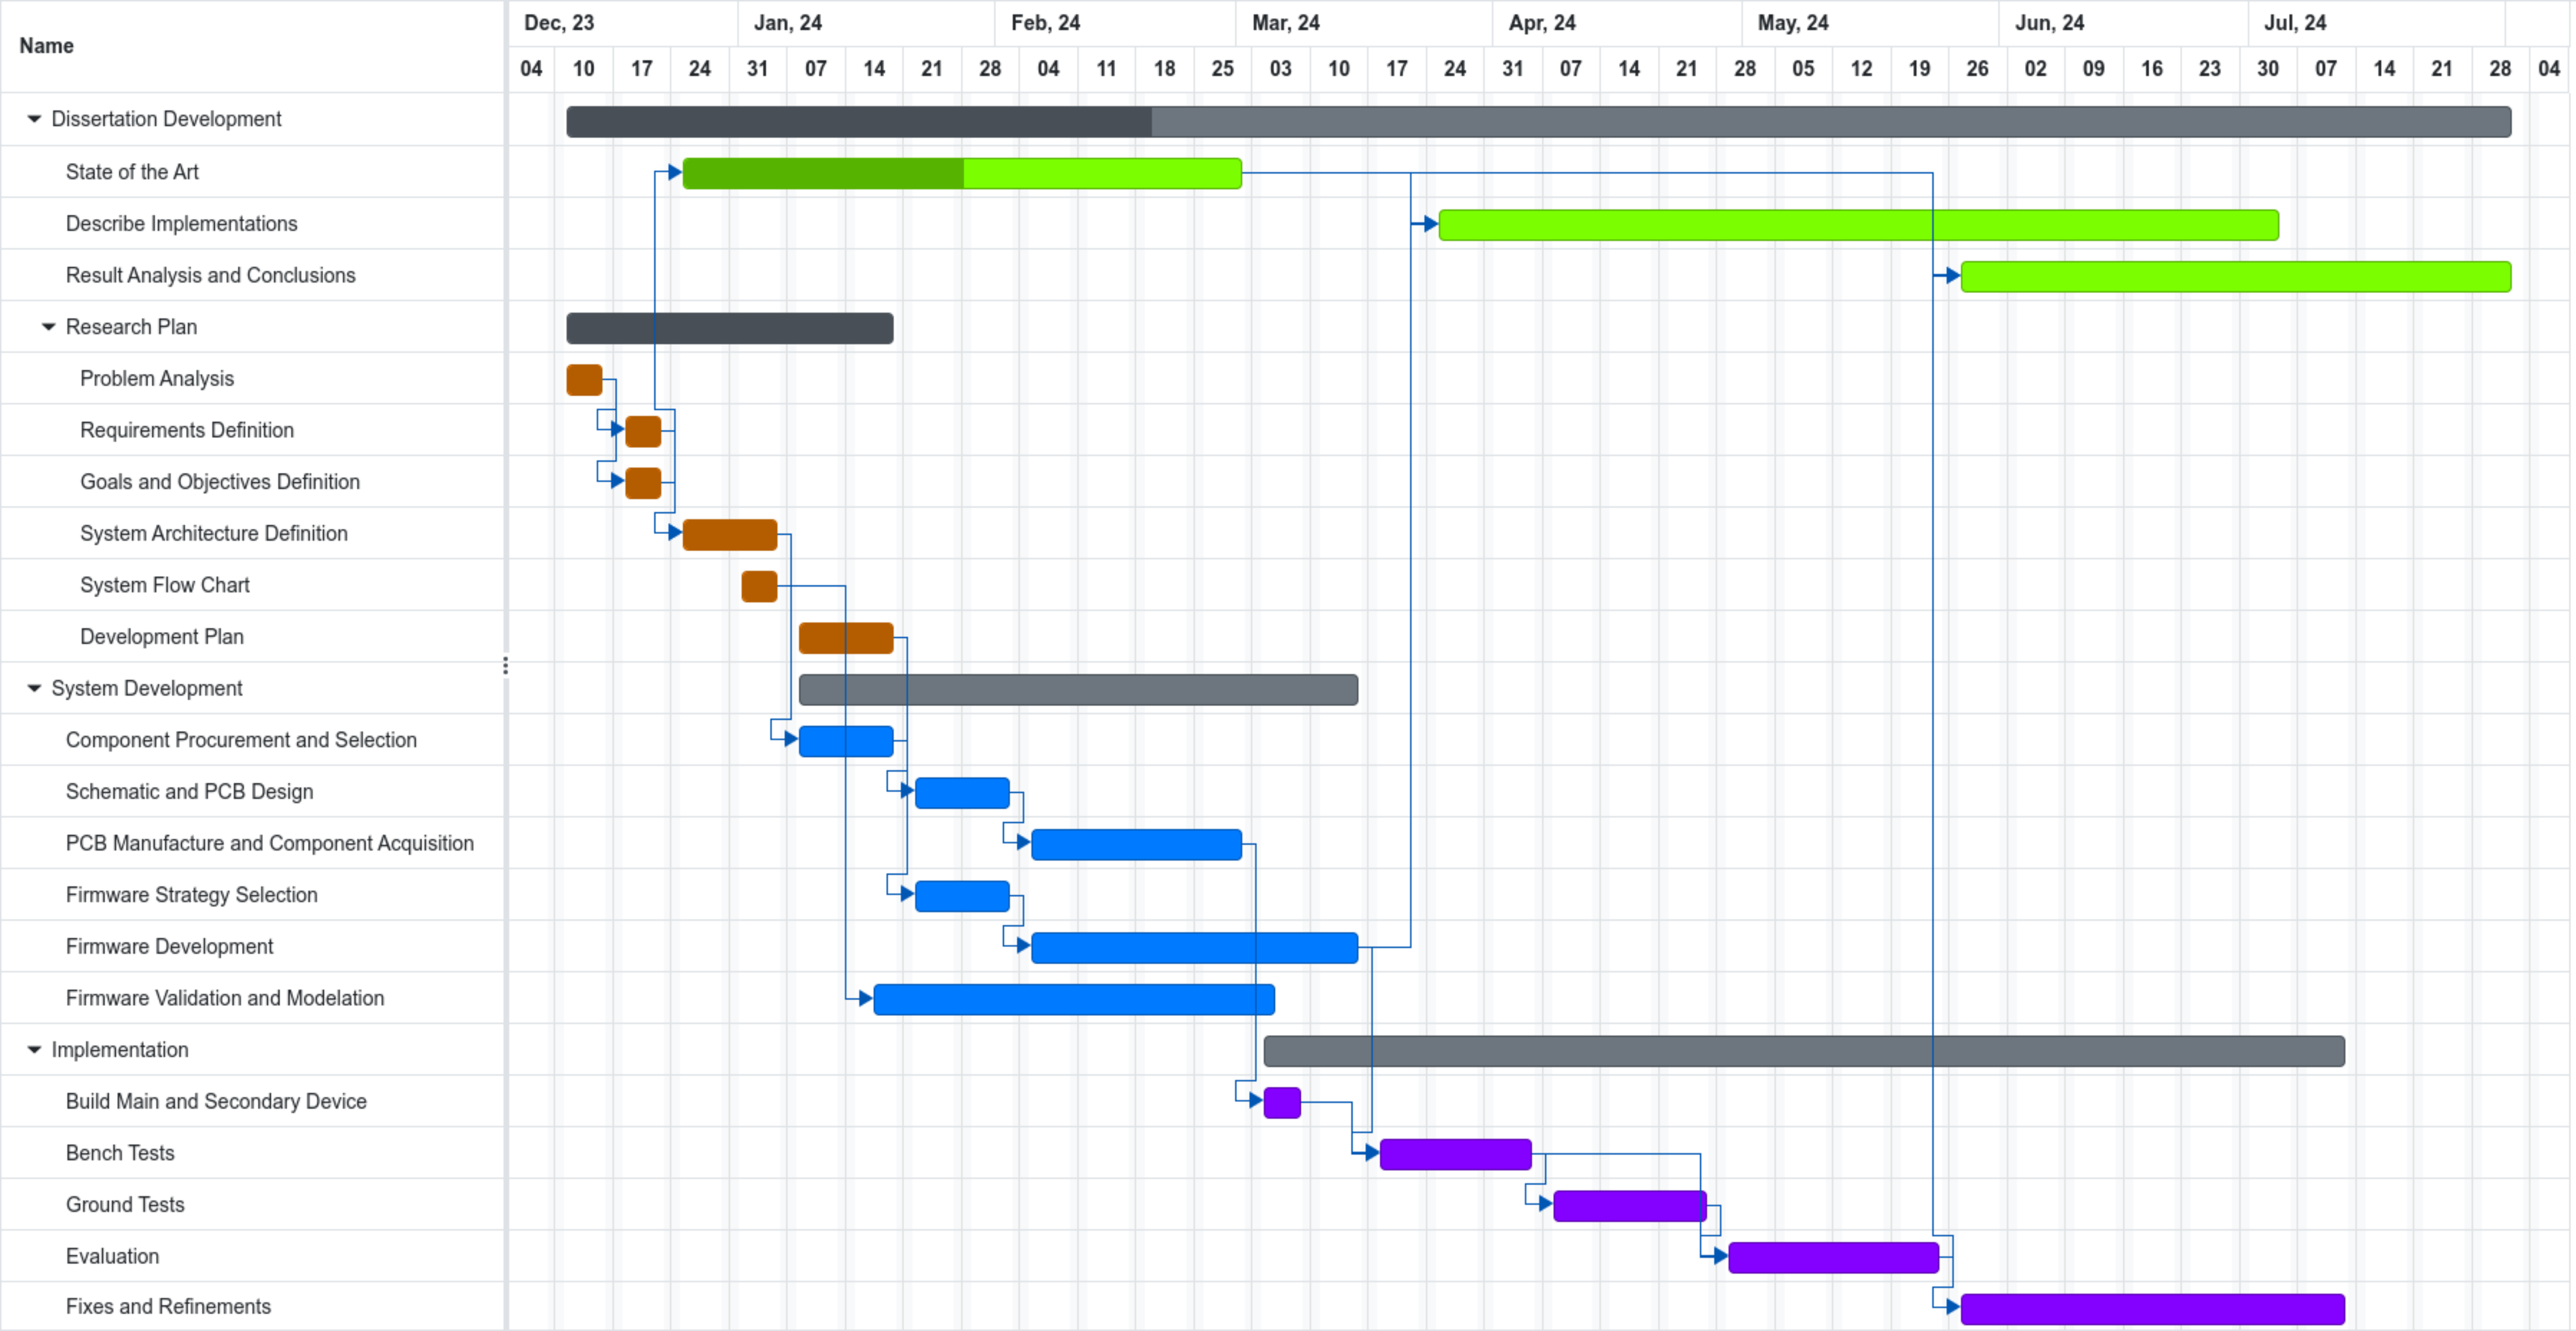 Name
Dec, 23 Jan, 24 Feb, 24 Mar, 24 Apr, 24 May, 24 Jun, 24 Jul, 24
04 10 17 24 31 07 14 21 28 04 11 18 25 03 10 17 24 31 07 14 21 28 05 12 19 26 02 09 16 23 30 07 14 21 28 04
Dissertation Development
State of the Art
Describe Implementations
Result Analysis and Conclusions
Research Plan
Problem Analysis
Requirements Definition
Goals and Objectives Definition
System Architecture Definition
System Flow Chart
Development Plan
System Development
Component Procurement and Selection
Schematic and PCB Design
PCB Manufacture and Component Acquisition
Firmware Strategy Selection
Firmware Development
Firmware Validation and Modelation
Implementation
Build Main and Secondary Device
Bench Tests
Ground Tests
Evaluation
Fixes and Refinements